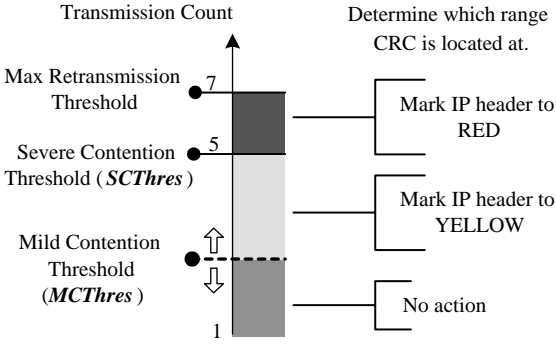 Transmission Count
Determine which range
CRC is located at.
Max Retransmission
Threshold
7
Mark IP header to
RED
Severe Contention
Threshold ( SCThres )
5
Mark IP header to
YELLOW
Mild Contention
Threshold
(MCThres )
No action
1